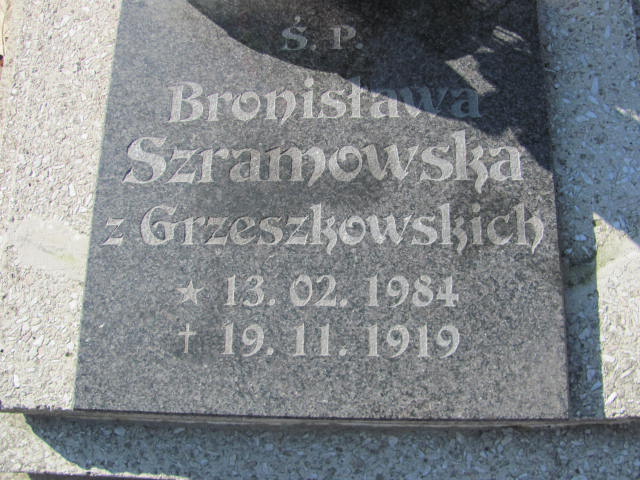 Ś. P.
Bronisława
Szramowska
z Grzeszkowskich
★ 13. 02. 1984
† 19. 11. 1919